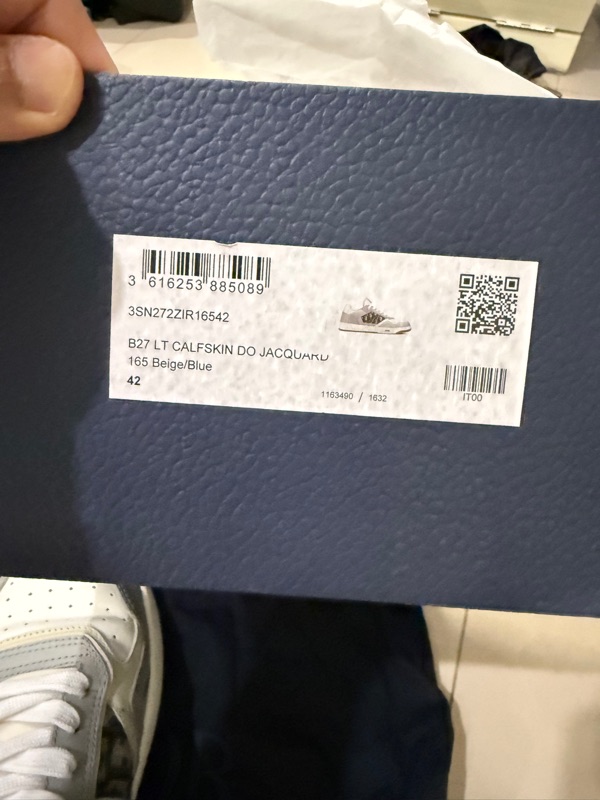 3 616253 885089
3SN272ZIR16542
B27 LT CALFSKIN DO JACQUARD
165 Beige/Blue
42
1163490 / 1632
IT00